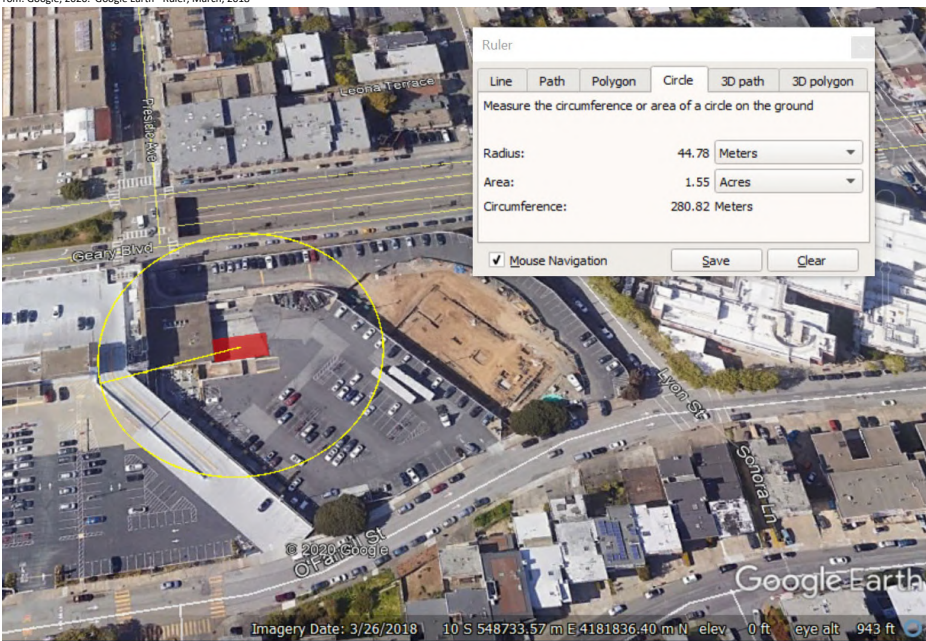 From: Google, 2020. Google Earth - Ruler, March, 2018
Ruler
Line Path Polygon Circle 3D path 3D polygon
Measure the circumference or area of a circle on the ground
Radius: 44.78 Meters
Area: 1.55 Acres
Circumference: 280.82 Meters
Mouse Navigation Save Clear
Leona Terrace
Presidio Ave
Geary Blvd
Lyon St
Sonora Ln
© 2020 Google
O'Farrell St
Google Earth
Imagery Date: 3/26/2018 10 S 548733.57 m E 4181836.40 m N elev 0 ft eye alt 943 ft